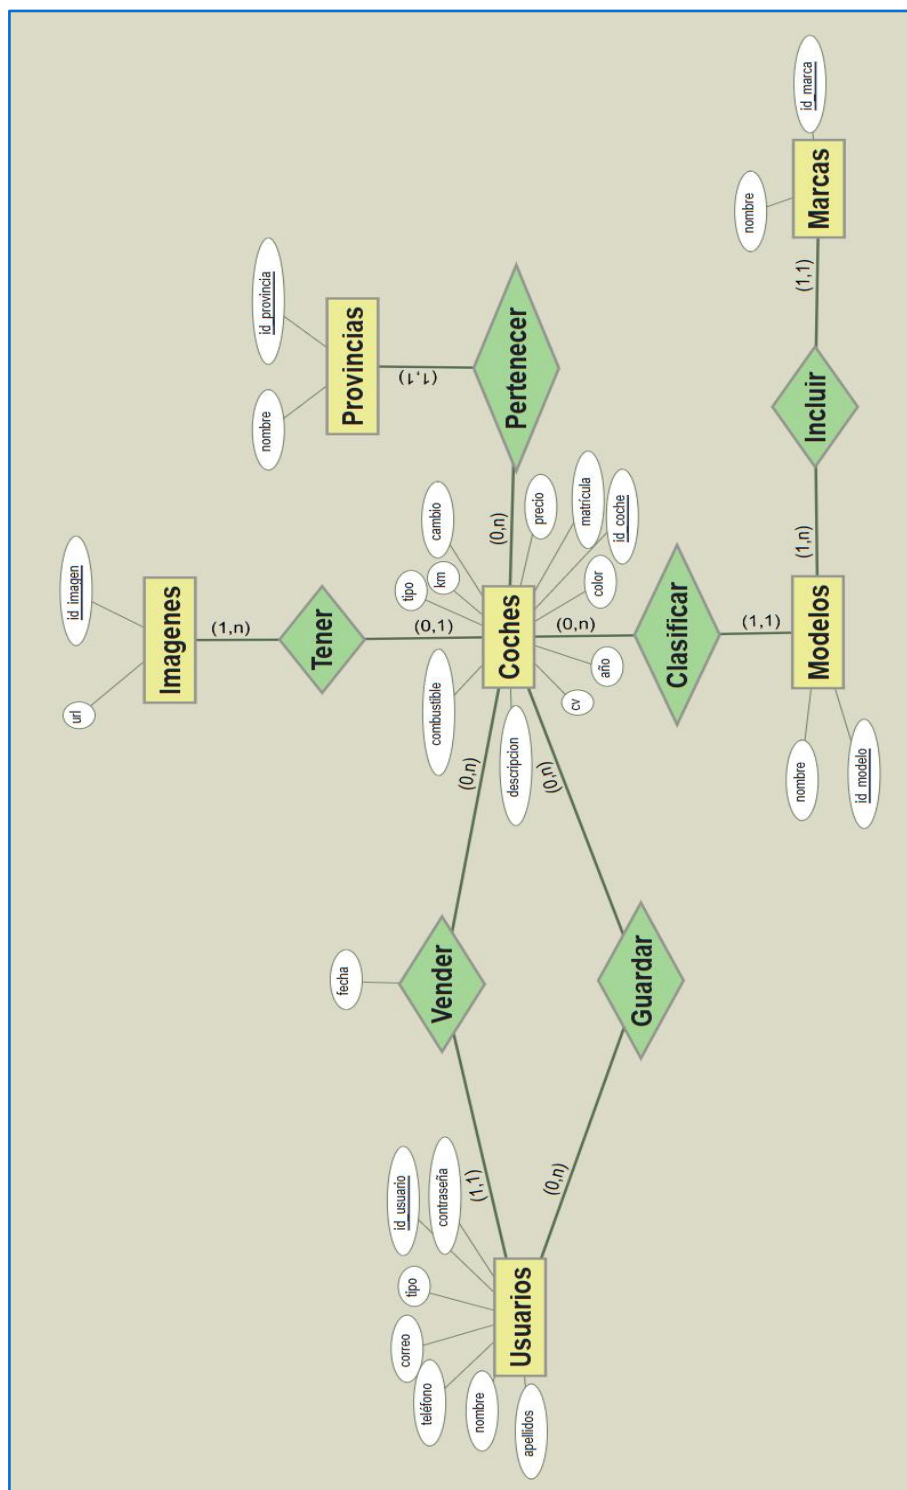 url
id_imagen
Imagenes
(1,n)
nombre
id_provincia
Tener
fecha
Provincias
id_usuario
correo
tipo
tipo
(1,1)
teléfono
(0,1)
combustible
cambio
km
Vender
contraseña
(0,n)
(1,1)
nombre
(0,n)
Usuarios
Coches
descripcion
Pertenecer
apellidos
precio
(0,n)
(0,n)
cv
(0,n)
matrícula
color
año
id_coche
Guardar
Clasificar
nombre
(1,1)
nombre
(1,n)
(1,1)
id_marca
Modelos
Incluir
Marcas
id_modelo